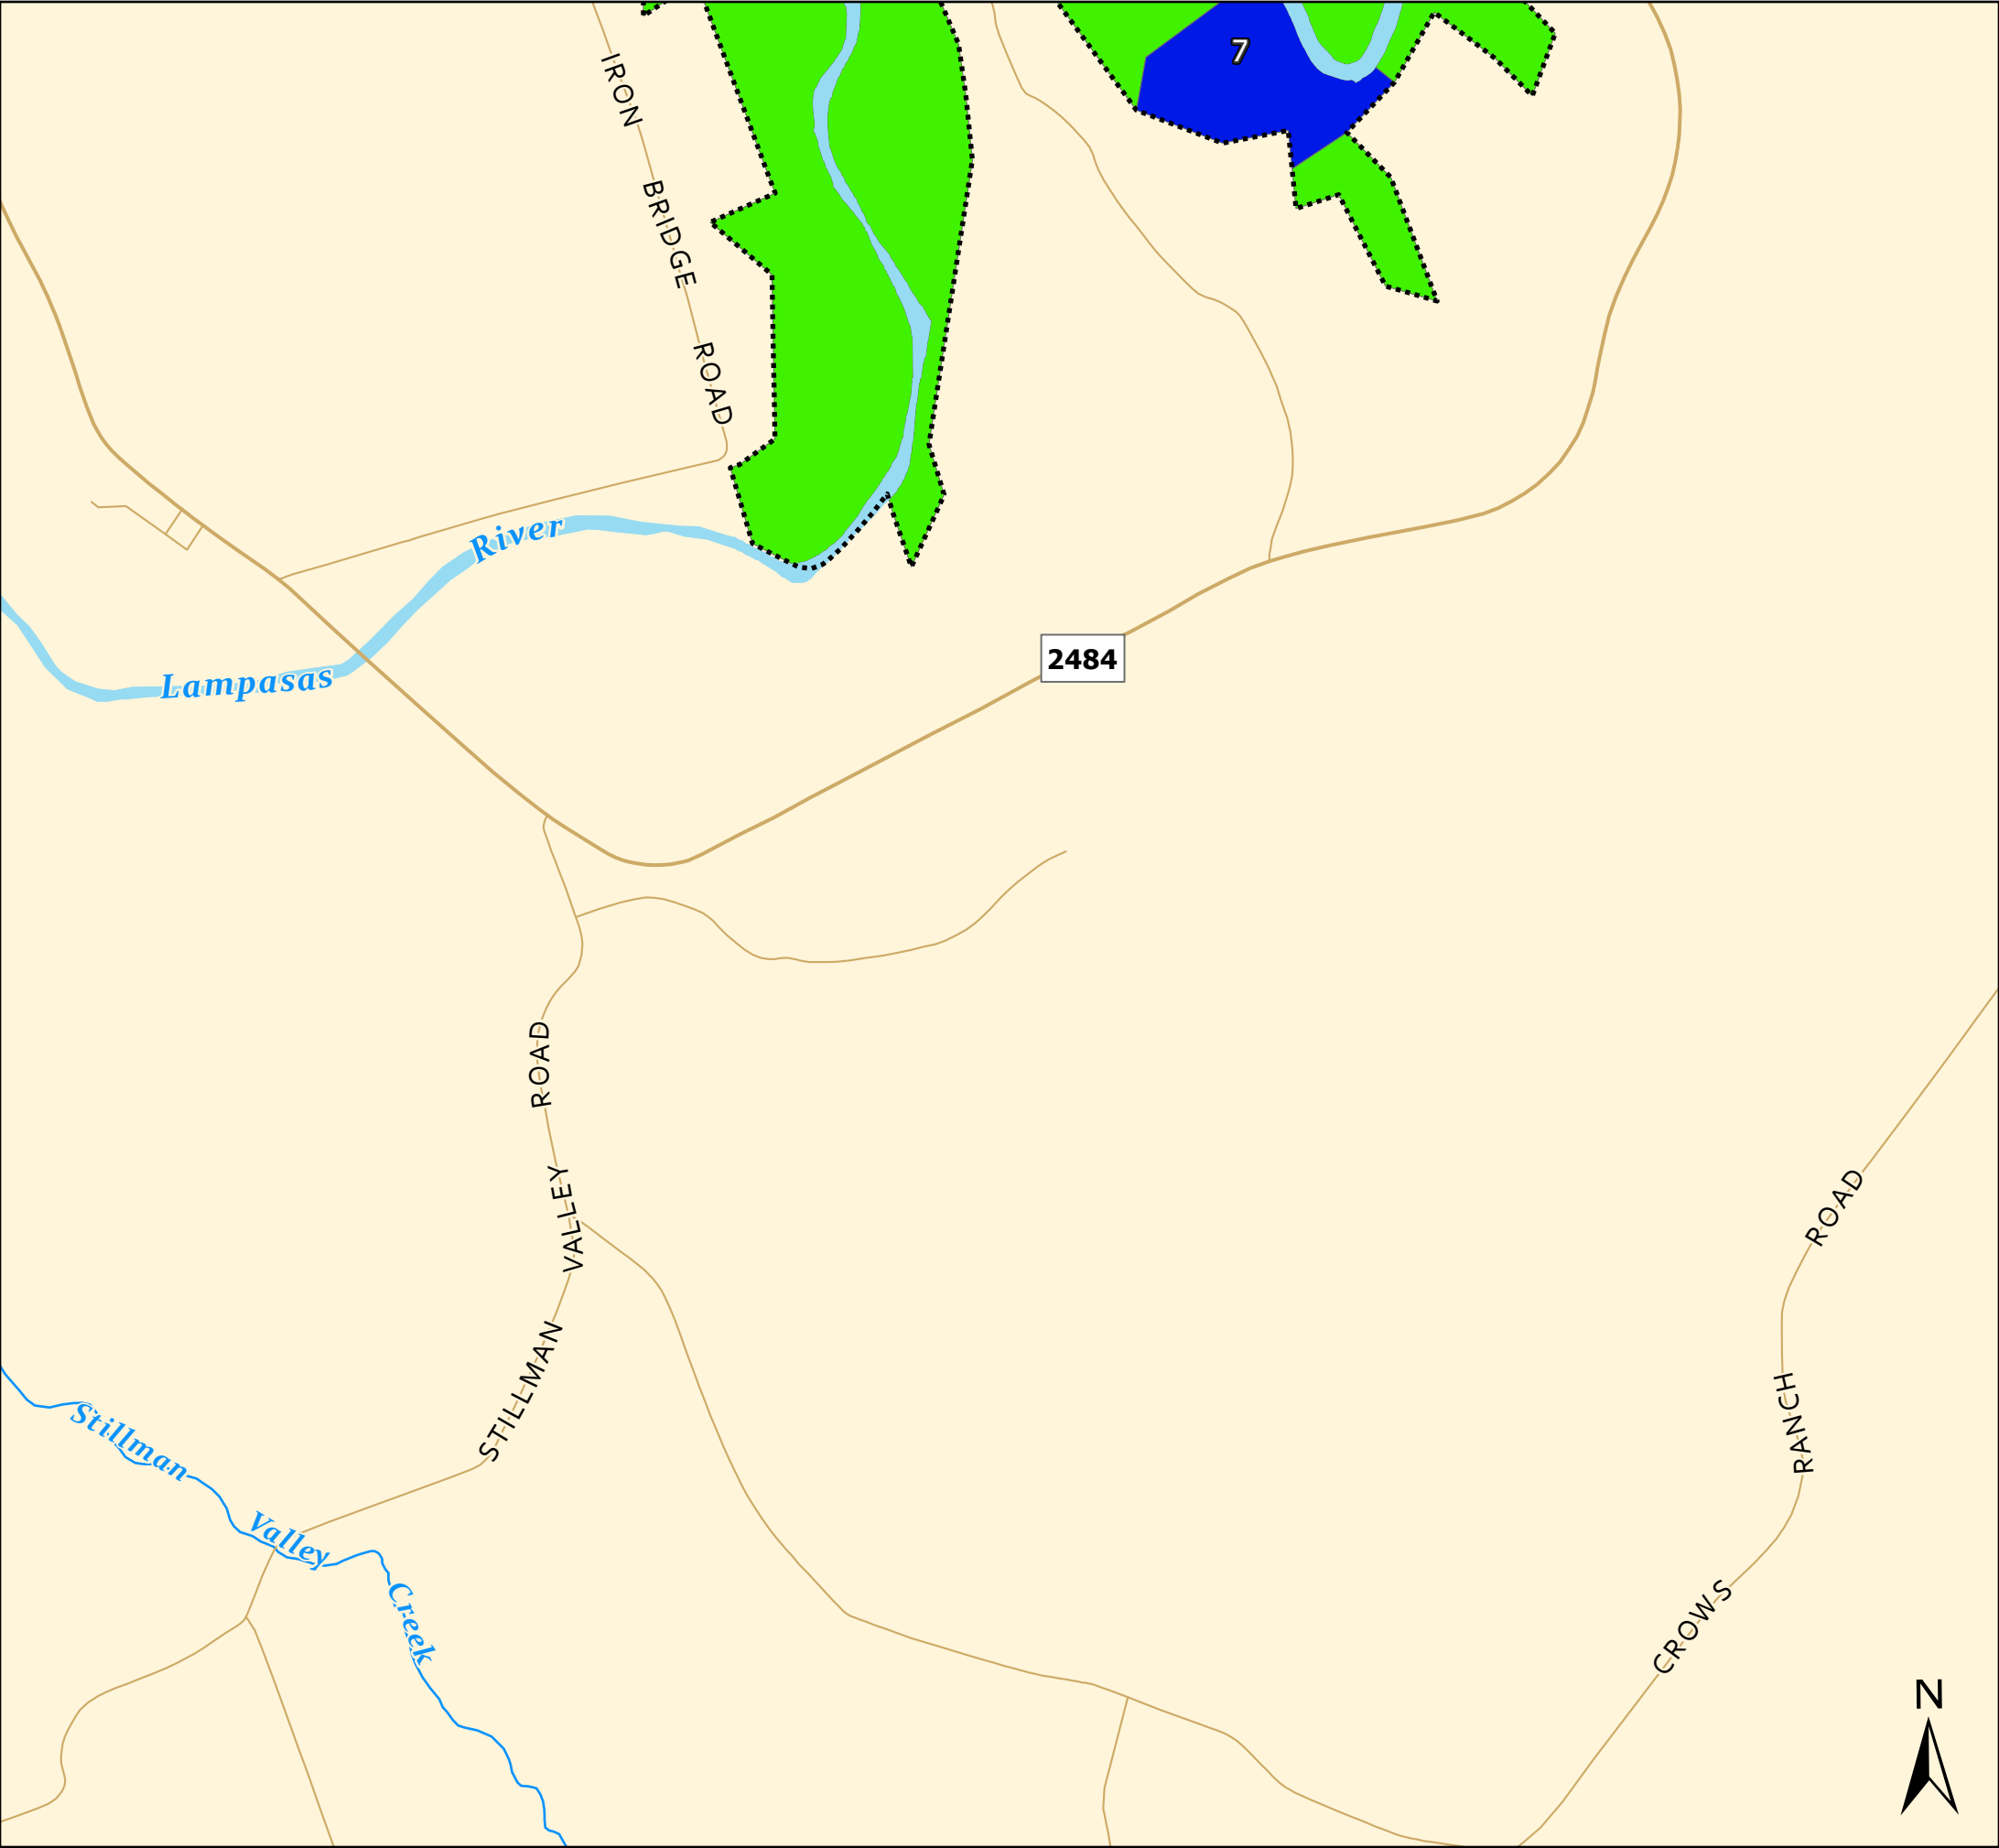 7
IRON BRIDGE ROAD
River
Lampasas
2484
STILLMAN VALLEY ROAD
CROWS RANCH ROAD
Stillman Valley Creek
N